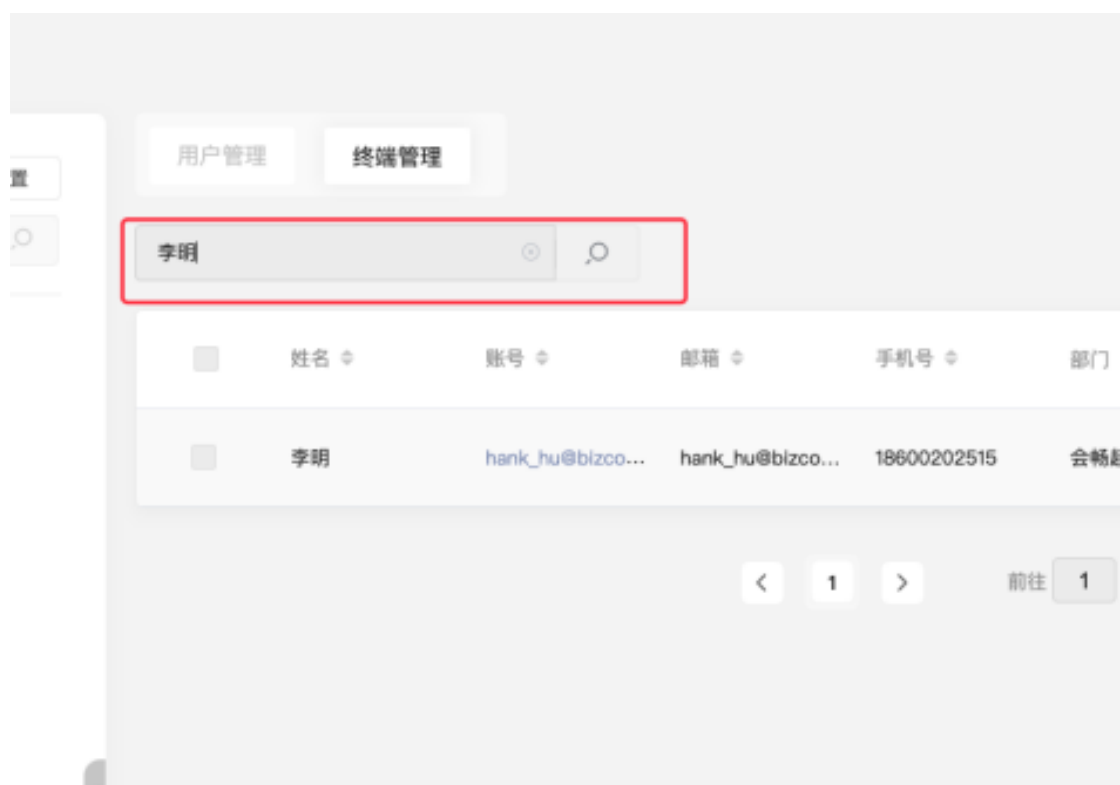 用户管理 终端管理
置
李明
姓名 账号 邮箱 手机号 部门
李明 hank_hu@bizco... hank_hu@bizco... 18600202515 会畅
1 前往 1